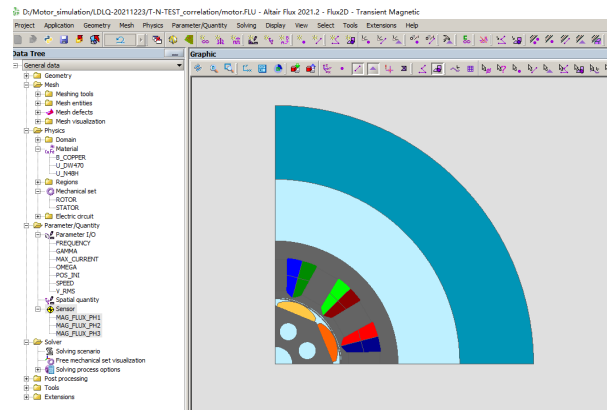 D:/Motor_simulation/LDLQ-20211223/T-N-TEST_correlation/motor.FLU - Altair Flux 2021.2 - Flux2D - Transient Magnetic
Project Application Geometry Mesh Physics Parameter/Quantity Solving Display View Select Tools Extensions Help
Data Tree
Graphic
General data
Geometry
Mesh
Meshing tools
Mesh entities
Mesh defects
Mesh visualization
Physics
Domain
Material
B_COPPER
U_DW470
U_N48H
Regions
Mechanical set
ROTOR
STATOR
Electric circuit
Parameter/Quantity
Parameter I/O
FREQUENCY
GAMMA
MAX_CURRENT
OMEGA
POS_INI
SPEED
V_RMS
Spatial quantity
Sensor
MAG_FLUX_PH1
MAG_FLUX_PH2
MAG_FLUX_PH3
Solver
Solving scenario
Free mechanical set visualization
Solving process options
Post processing
Tools
Extensions